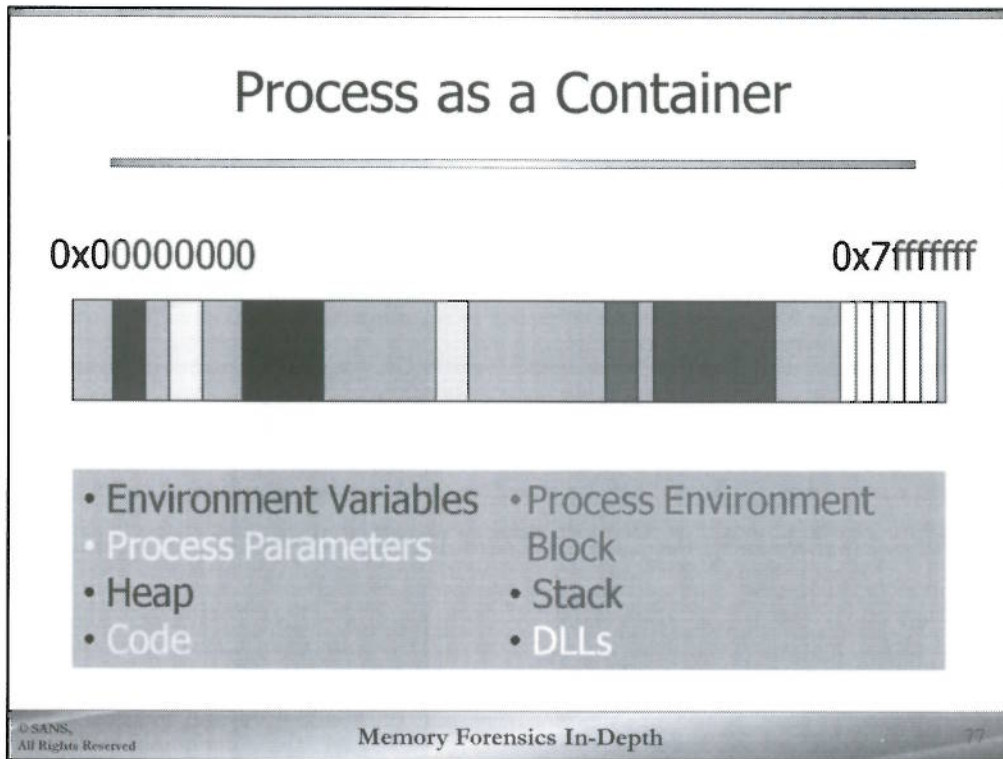 Process as a Container
0x00000000
0x7fffffff
• Environment Variables
• Process Parameters
• Heap
• Code
• Process Environment
Block
• Stack
• DLLs
© SANS,
All Rights Reserved
Memory Forensics In-Depth
77